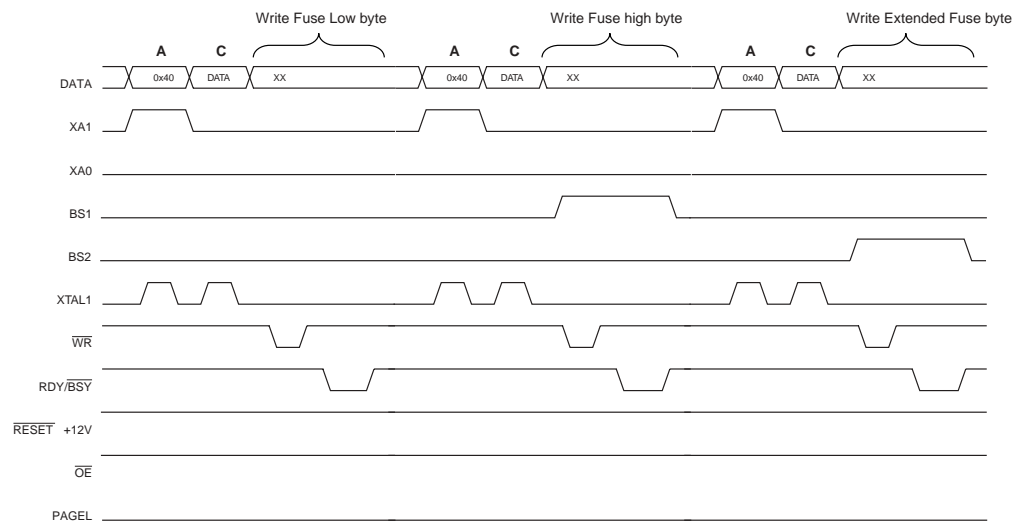 Write Fuse Low byte Write Fuse high byte Write Extended Fuse byte
A C A C A C
DATA 0x40 DATA XX 0x40 DATA XX 0x40 DATA XX
XA1
XA0
BS1
BS2
XTAL1
WR
RDY/BSY
RESET +12V
OE
PAGEL